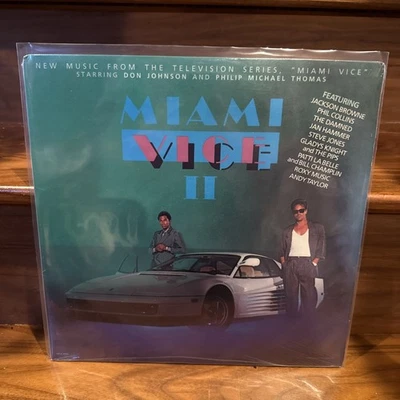 NEW MUSIC FROM THE TELEVISION SERIES, "MIAMI VICE"
STARRING DON JOHNSON AND PHILIP MICHAEL THOMAS
MIAMI
VICE
II
FEATURING
JACKSON BROWNE
PHIL COLLINS
THE DAMNED
JAN HAMMER
STEVE JONES
GLADYS KNIGHT
and THE PIPS
PATTI LA BELLE
and BILL CHAMPLIN
ROXY MUSIC
ANDY TAYLOR